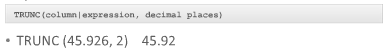 TRUNC(column|expression, decimal places)
• TRUNC (45.926, 2) 45.92